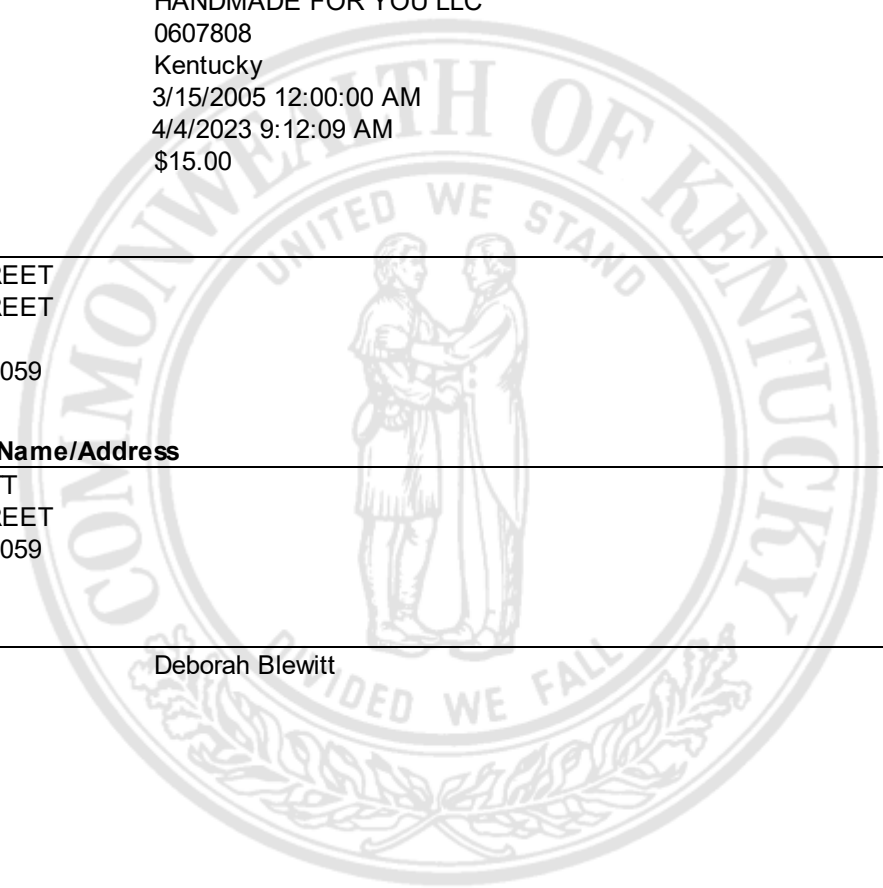 HANDMADE FOR YOU LLC
0607808
Kentucky
3/15/2005 12:00:00 AM
4/4/2023 9:12:09 AM
$15.00
COMMONWEALTH OF KENTUCKY
UNITED WE STAND
REET
REET
059
Name/Address
TT
REET
059
Deborah Blewitt
DIVIDED WE FALL